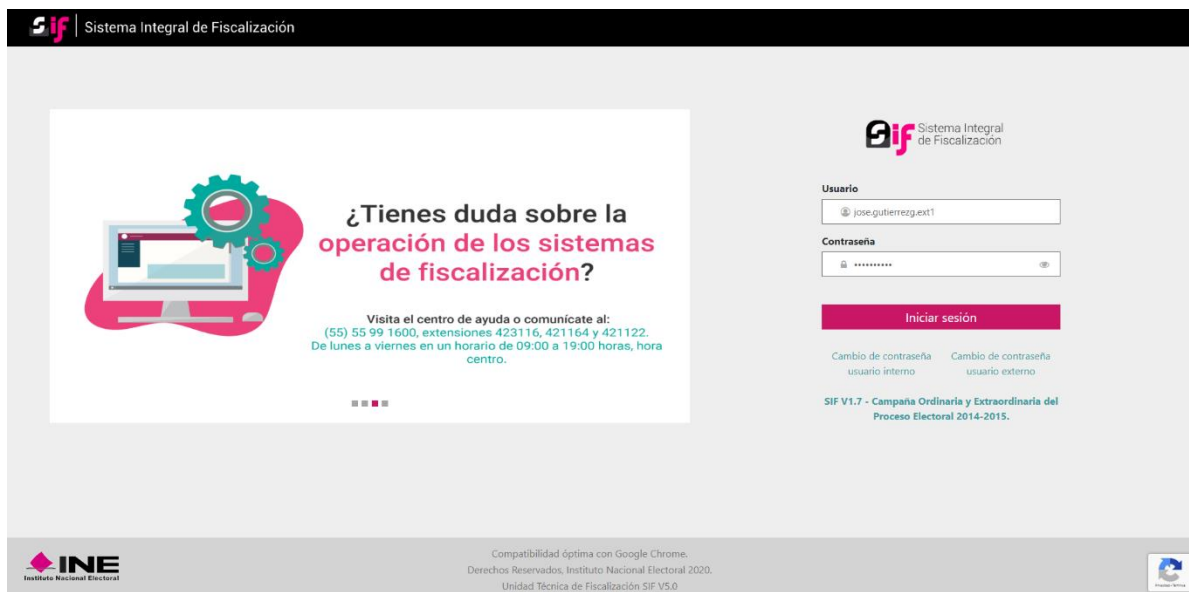 Sif Sistema Integral de Fiscalización
Sif Sistema Integral
de Fiscalización
¿Tienes duda sobre la
operación de los sistemas
de fiscalización?
Visita el centro de ayuda o comunícate al:
(55) 55 99 1600, extensiones 423116, 421164 y 421122.
De lunes a viernes en un horario de 09:00 a 19:00 horas, hora
centro.
Usuario
jose.gutierrezg.ext1
Contraseña
••••••••••
Iniciar sesión
Cambio de contraseña
usuario interno
Cambio de contraseña
usuario externo
SIF V1.7 - Campaña Ordinaria y Extraordinaria del
Proceso Electoral 2014-2015.
INE
Instituto Nacional Electoral
Compatibilidad óptima con Google Chrome.
Derechos Reservados, Instituto Nacional Electoral 2020.
Unidad Técnica de Fiscalización SIF V5.0